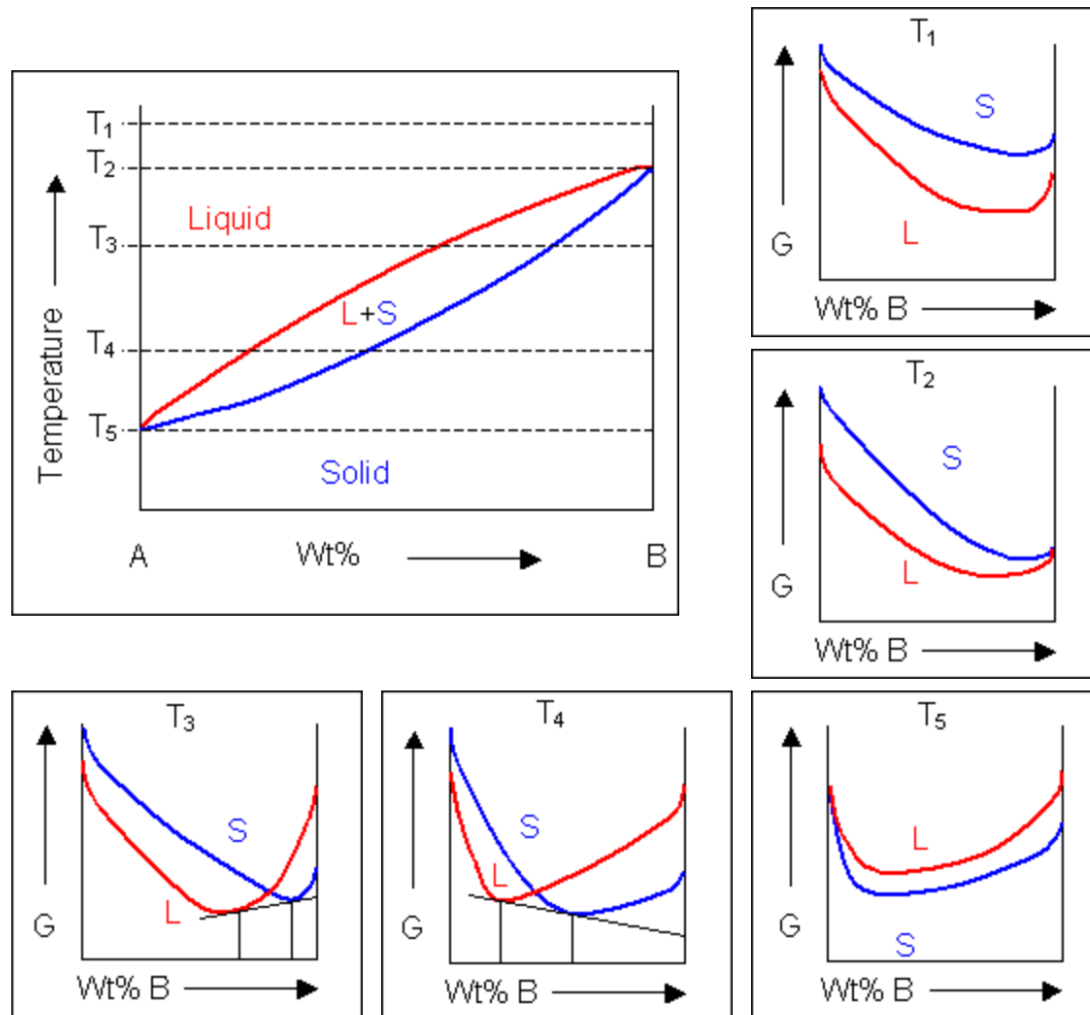 T₁
T₂
Liquid
T₃
L+S
T₄
T₅
Solid
Temperature
A Wt% B
T₁
S
L
G
Wt% B
T₂
S
L
G
Wt% B
T₃
S
L
G
Wt% B
T₄
S
L
G
Wt% B
T₅
L
S
G
Wt% B